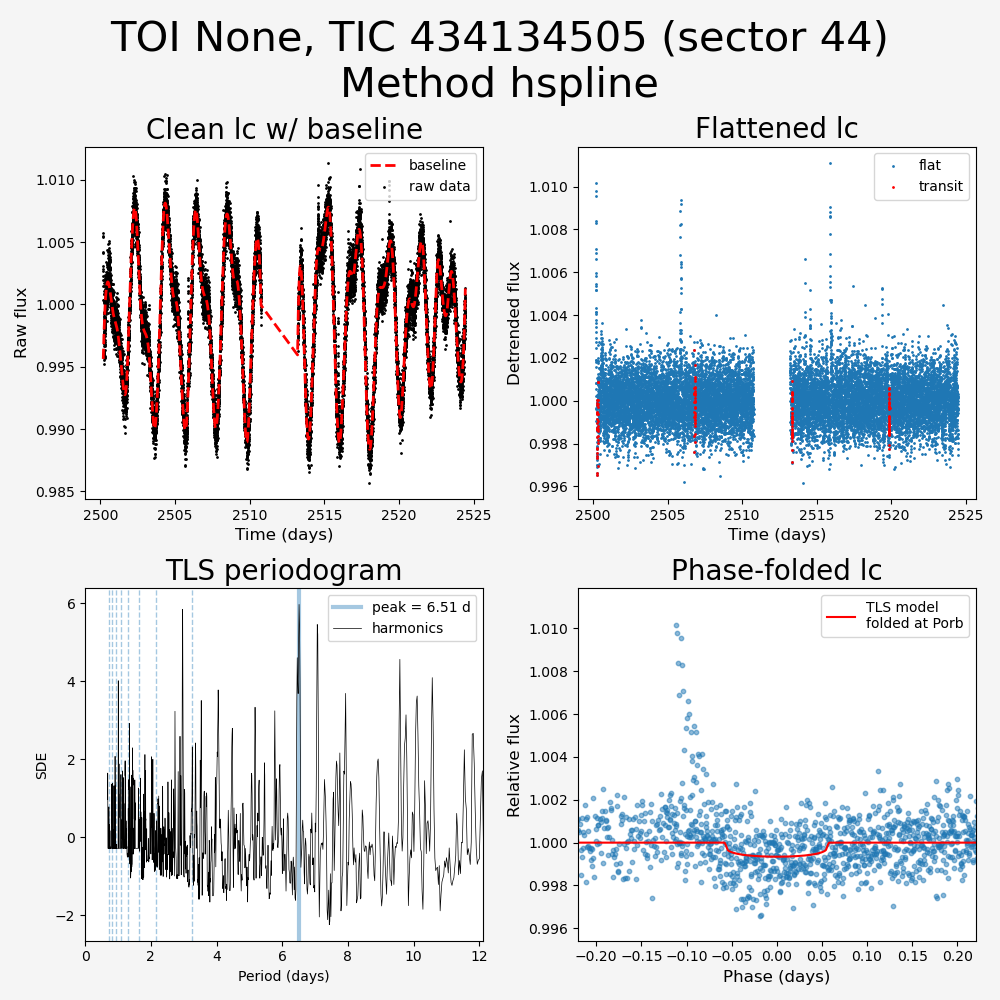 TOI None, TIC 434134505 (sector 44)
Method hspline
Clean lc w/ baseline
baseline
raw data
1.010
1.005
1.000
0.995
0.990
0.985
Raw flux
2500 2505 2510 2515 2520 2525
Time (days)
Flattened lc
flat
transit
1.010
1.008
1.006
1.004
1.002
1.000
0.998
0.996
Detrended flux
2500 2505 2510 2515 2520 2525
Time (days)
TLS periodogram
peak = 6.51 d
harmonics
6
4
2
0
−2
SDE
0 2 4 6 8 10 12
Period (days)
Phase-folded lc
TLS model
folded at Porb
1.010
1.008
1.006
1.004
1.002
1.000
0.998
0.996
Relative flux
−0.20 −0.15 −0.10 −0.05 0.00 0.05 0.10 0.15 0.20
Phase (days)